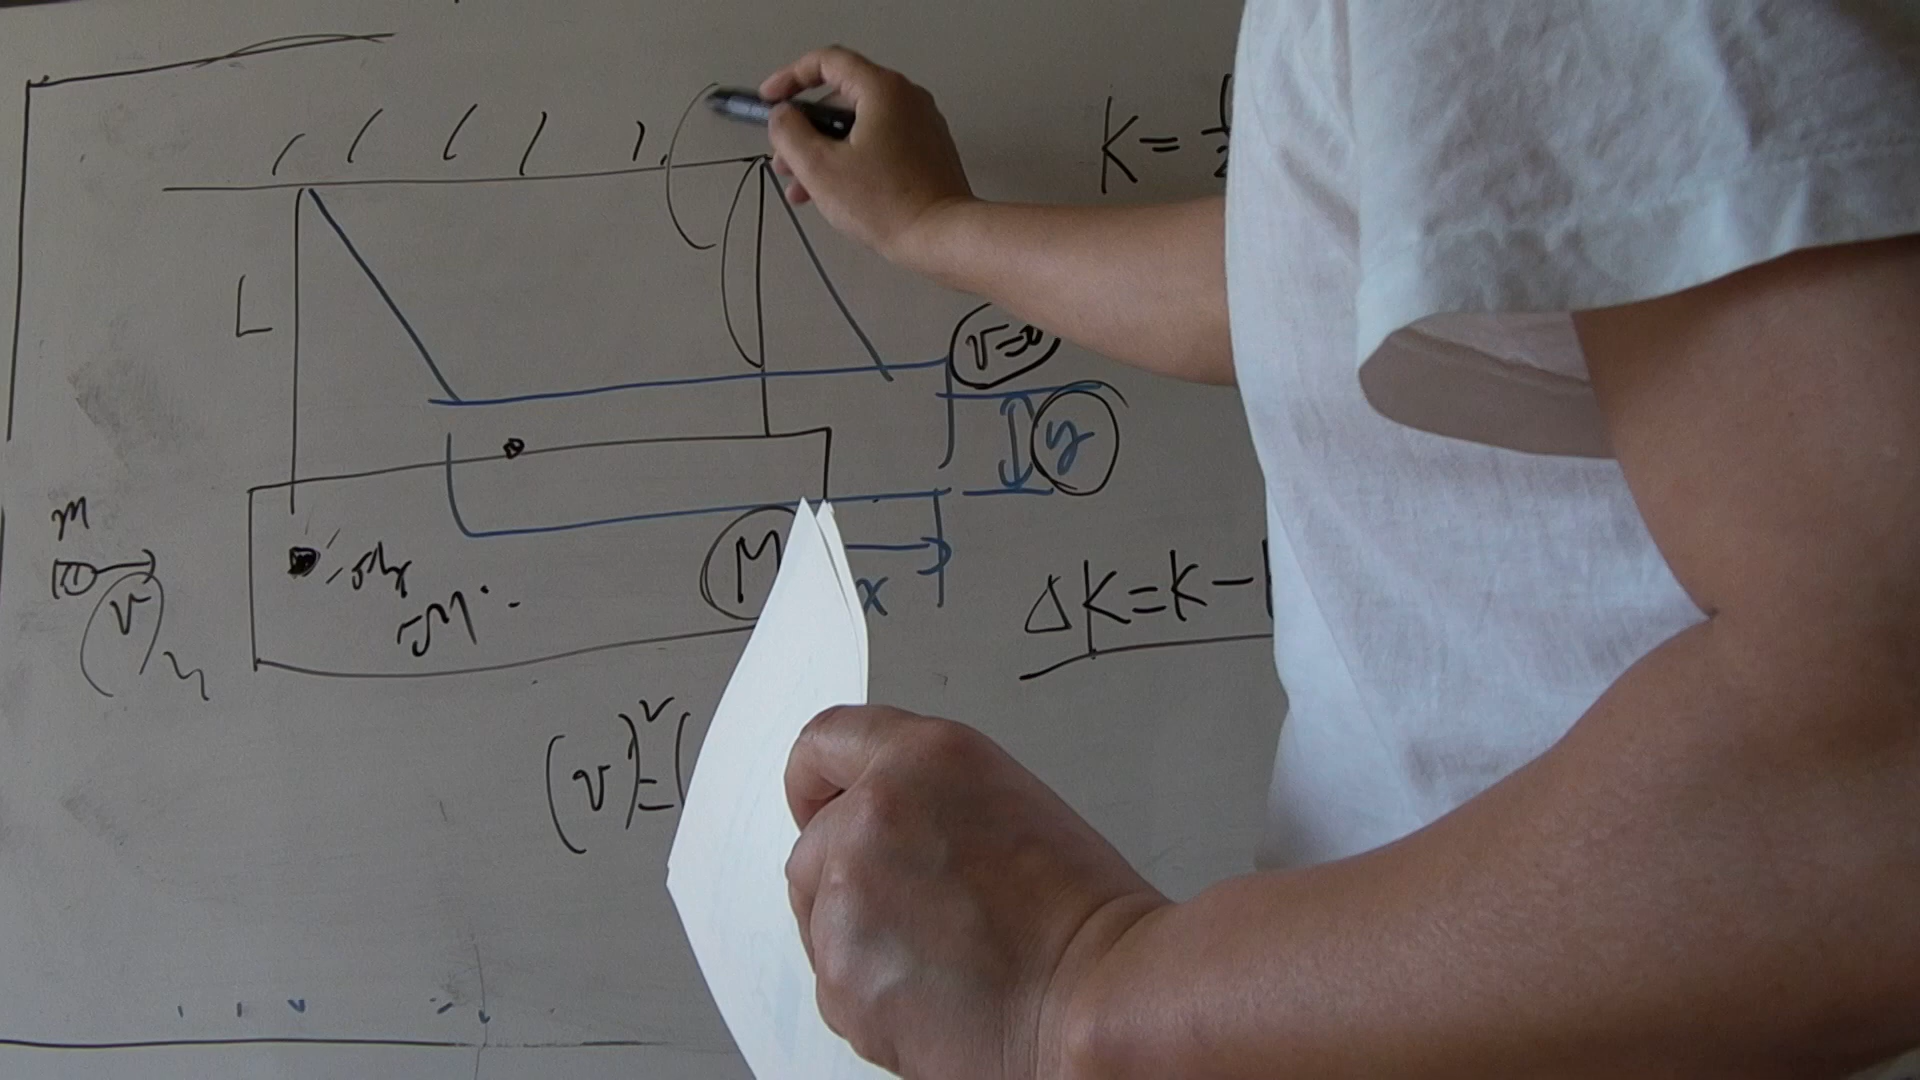 K =
L
v=0
y
m
v
M
x
ΔK=K-
(v)²=(